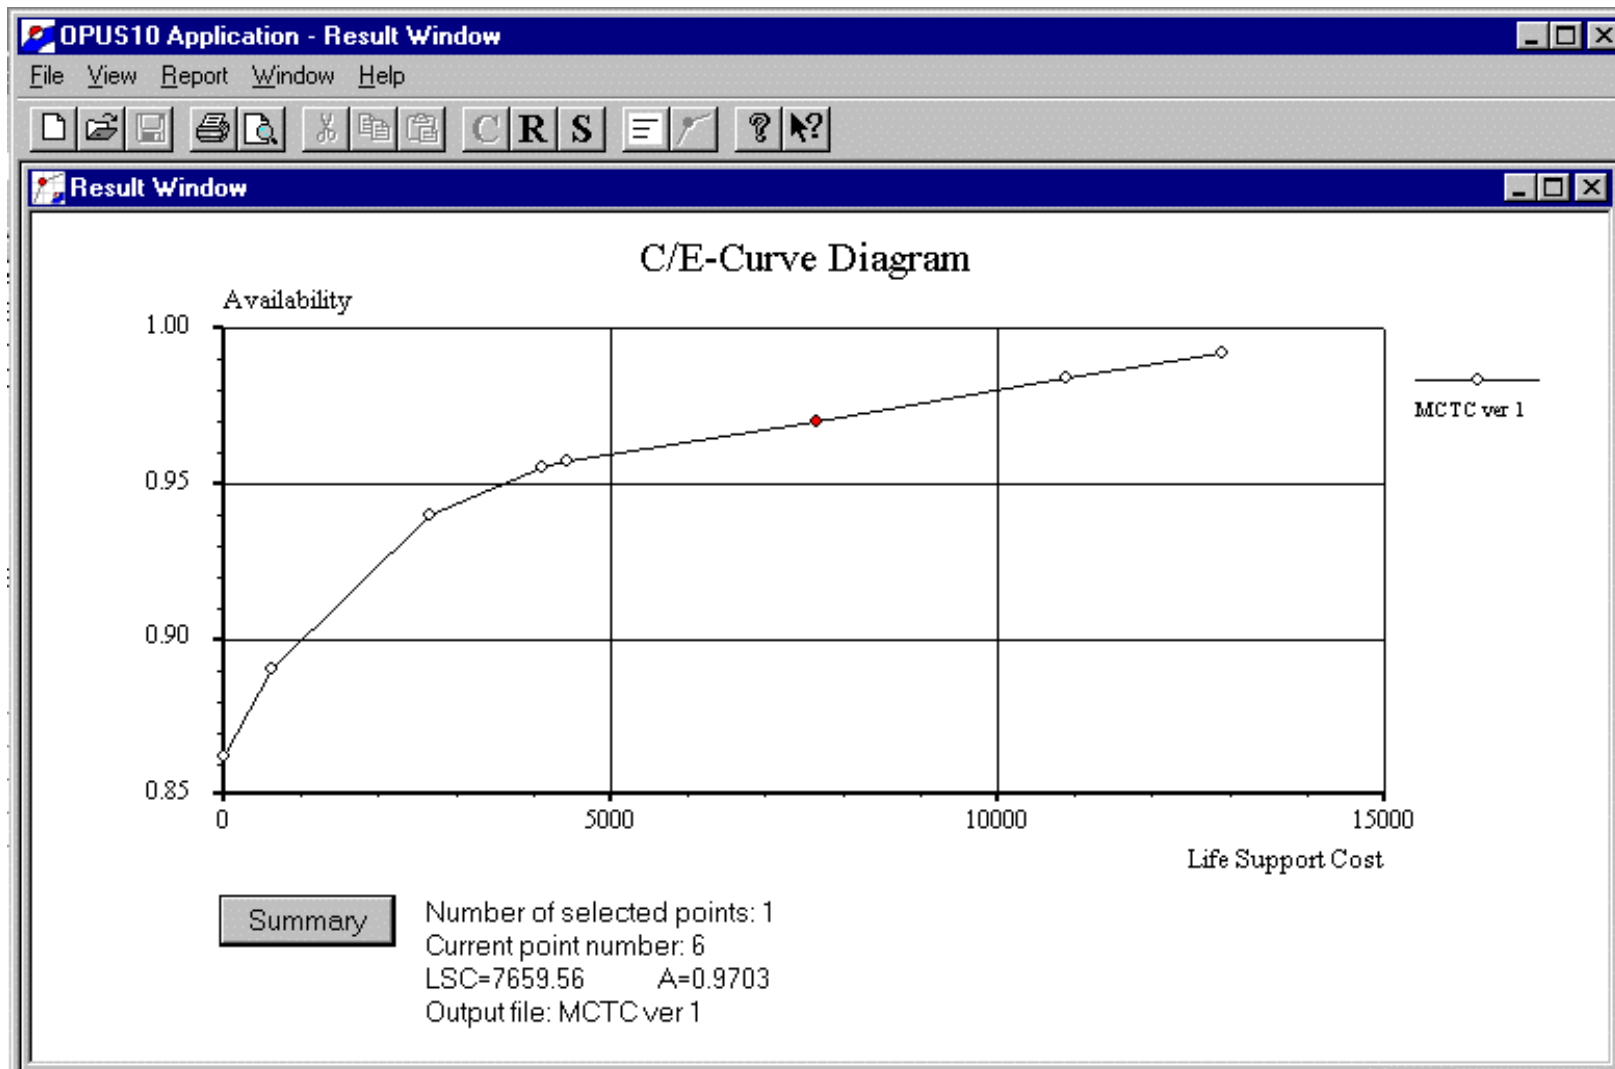 OPUS10 Application - Result Window
File View Report Window Help
C R S ? ?
Result Window
C/E-Curve Diagram
Availability
1.00
0.95
0.90
0.85
0 5000 10000 15000
Life Support Cost
MCTC ver 1
Summary
Number of selected points: 1
Current point number: 6
LSC=7659.56 A=0.9703
Output file: MCTC ver 1